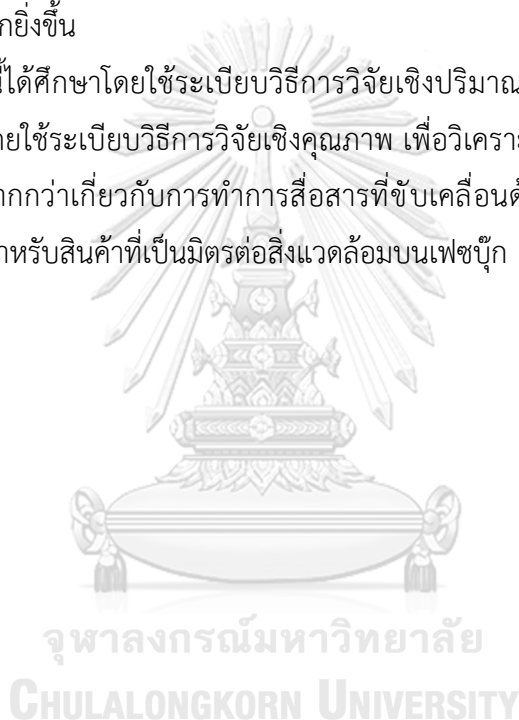 กยิ่งขึ้น
นี้ได้ศึกษาโดยใช้ระเบียบวิธีการวิจัยเชิงปริมาณ
ดยใช้ระเบียบวิธีการวิจัยเชิงคุณภาพ เพื่อวิเครา
ากกว่าเกี่ยวกับการทำการสื่อสารที่ขับเคลื่อนด้
ำหรับสินค้าที่เป็นมิตรต่อสิ่งแวดล้อมบนเฟซบุ๊ก
จุฬาลงกรณ์มหาวิทยาลัย
CHULALONGKORN UNIVERSITY